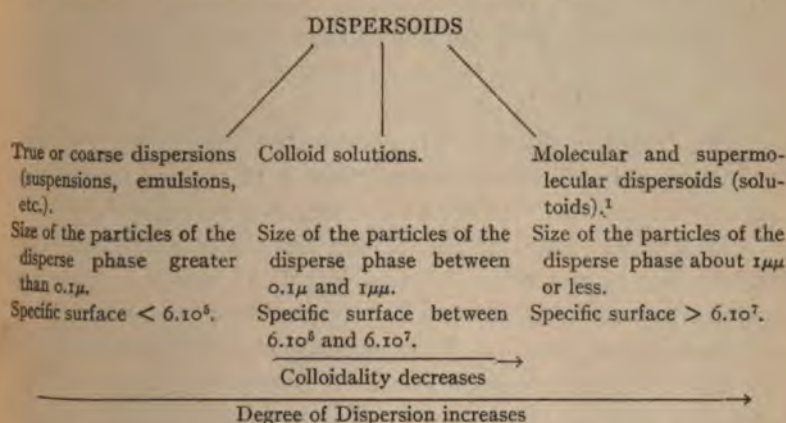 DISPERSOIDS
True or coarse dispersions
(suspensions, emulsions,
etc.).
Size of the particles of the
disperse phase greater
than 0.1μ.
Specific surface < 6.10⁵.
Colloid solutions.
Size of the particles of the
disperse phase between
0.1μ and 1μμ.
Specific surface between
6.10⁵ and 6.10⁷.
Molecular and supermo-
lecular dispersoids (solu-
toids).¹
Size of the particles of the
disperse phase about 1μμ
or less.
Specific surface > 6.10⁷.
Colloidality decreases
Degree of Dispersion increases